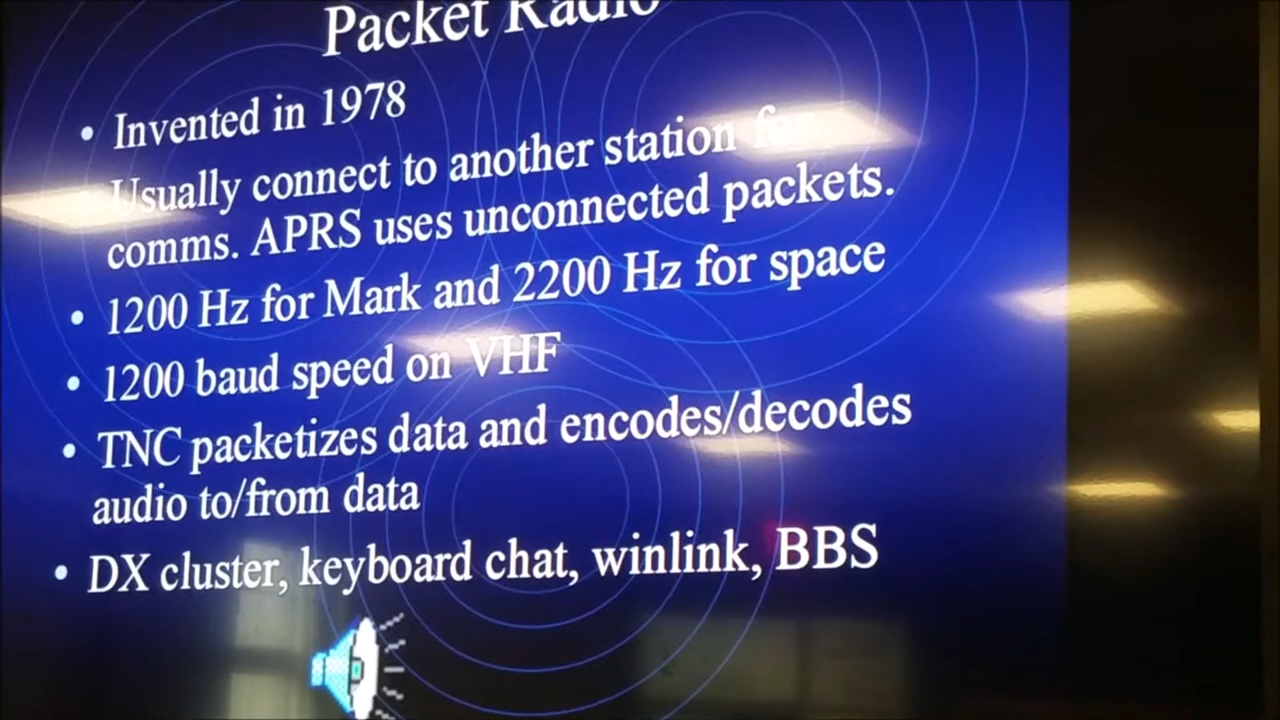 Packet Radio
• Invented in 1978
• Usually connect to another station for
comms. APRS uses unconnected packets.
• 1200 Hz for Mark and 2200 Hz for space
• 1200 baud speed on VHF
• TNC packetizes data and encodes/decodes
audio to/from data
• DX cluster, keyboard chat, winlink, BBS